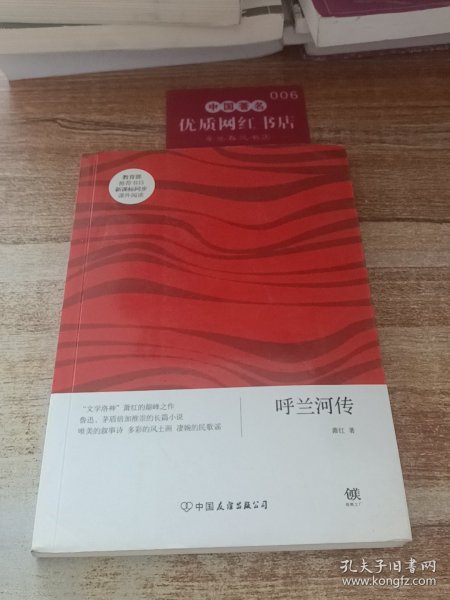 006
中国著名
优质网红书店
教育部
推荐书目
新课标同步
课外阅读
“文学洛神”萧红的巅峰之作
鲁迅、茅盾倍加推崇的长篇小说
唯美的叙事诗 多彩的风土画 凄婉的民歌谣
呼兰河传
萧红 著
中国友谊出版公司
创美
孔夫子旧书网
www.kongfz.com